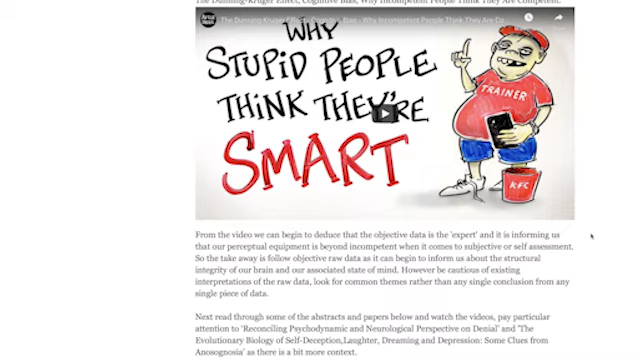 The Dunning-Kruger Effect, Cognitive Bias, Why Incompetent People Think They Are Competent.
The Dunning-Kruger Effect, Cognitive Bias - Why Incompetent People Think They Are Co
WHY
STUPID PEOPLE
THINK THEY'RE
SMART
TRAINER
KFC
From the video we can begin to deduce that the objective data is the 'expert' and it is informing us
that our perceptual equipment is beyond incompetent when it comes to subjective or self assessment.
So the take away is follow objective raw data as it can begin to inform us about the structural
integrity of our brain and our associated state of mind. However be cautious of existing
interpretations of the raw data, look for common themes rather than any single conclusion from any
single piece of data.
Next read through some of the abstracts and papers below and watch the videos, pay particular
attention to 'Reconciling Psychodynamic and Neurological Perspective on Denial' and 'The
Evolutionary Biology of Self-Deception,Laughter, Dreaming and Depression: Some Clues from
Anosognosia' as there is a bit more context.